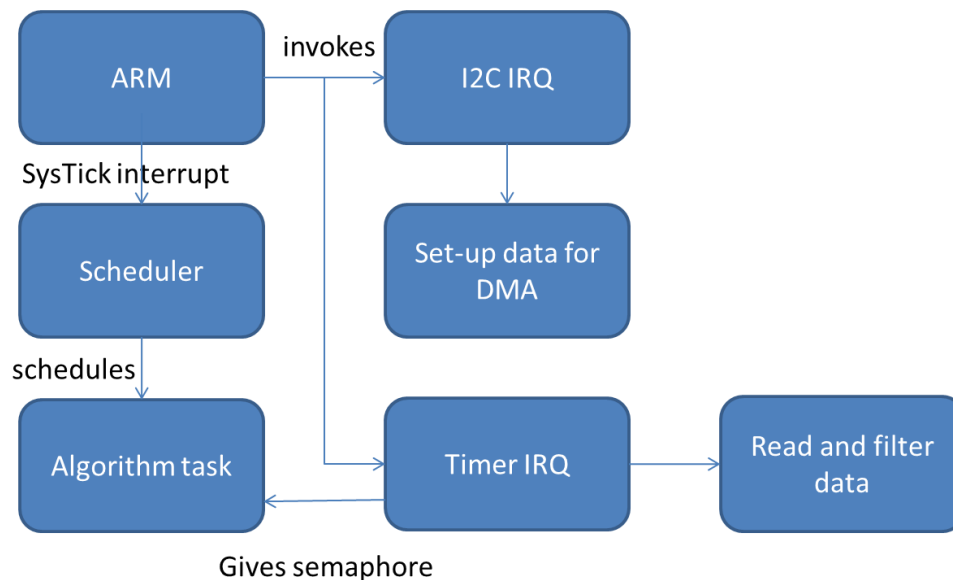 ARM
invokes
I2C IRQ
SysTick interrupt
Scheduler
Set-up data for
DMA
schedules
Algorithm task
Timer IRQ
Read and filter
data
Gives semaphore